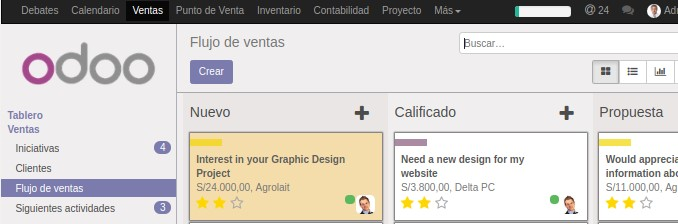 Debates Calendario Ventas Punto de Venta Inventario Contabilidad Proyecto Más @ 24
odoo
Flujo de ventas
Buscar...
Crear
Tablero
Ventas
Iniciativas 4
Clientes
Flujo de ventas
Siguientes actividades 3
Nuevo +
Interest in your Graphic Design
Project
S/24.000,00, Agrolait
Calificado +
Need a new design for my
website
S/3.800,00, Delta PC
Propuesta
Would apprecia
information abo
S/11.000,00, Ag